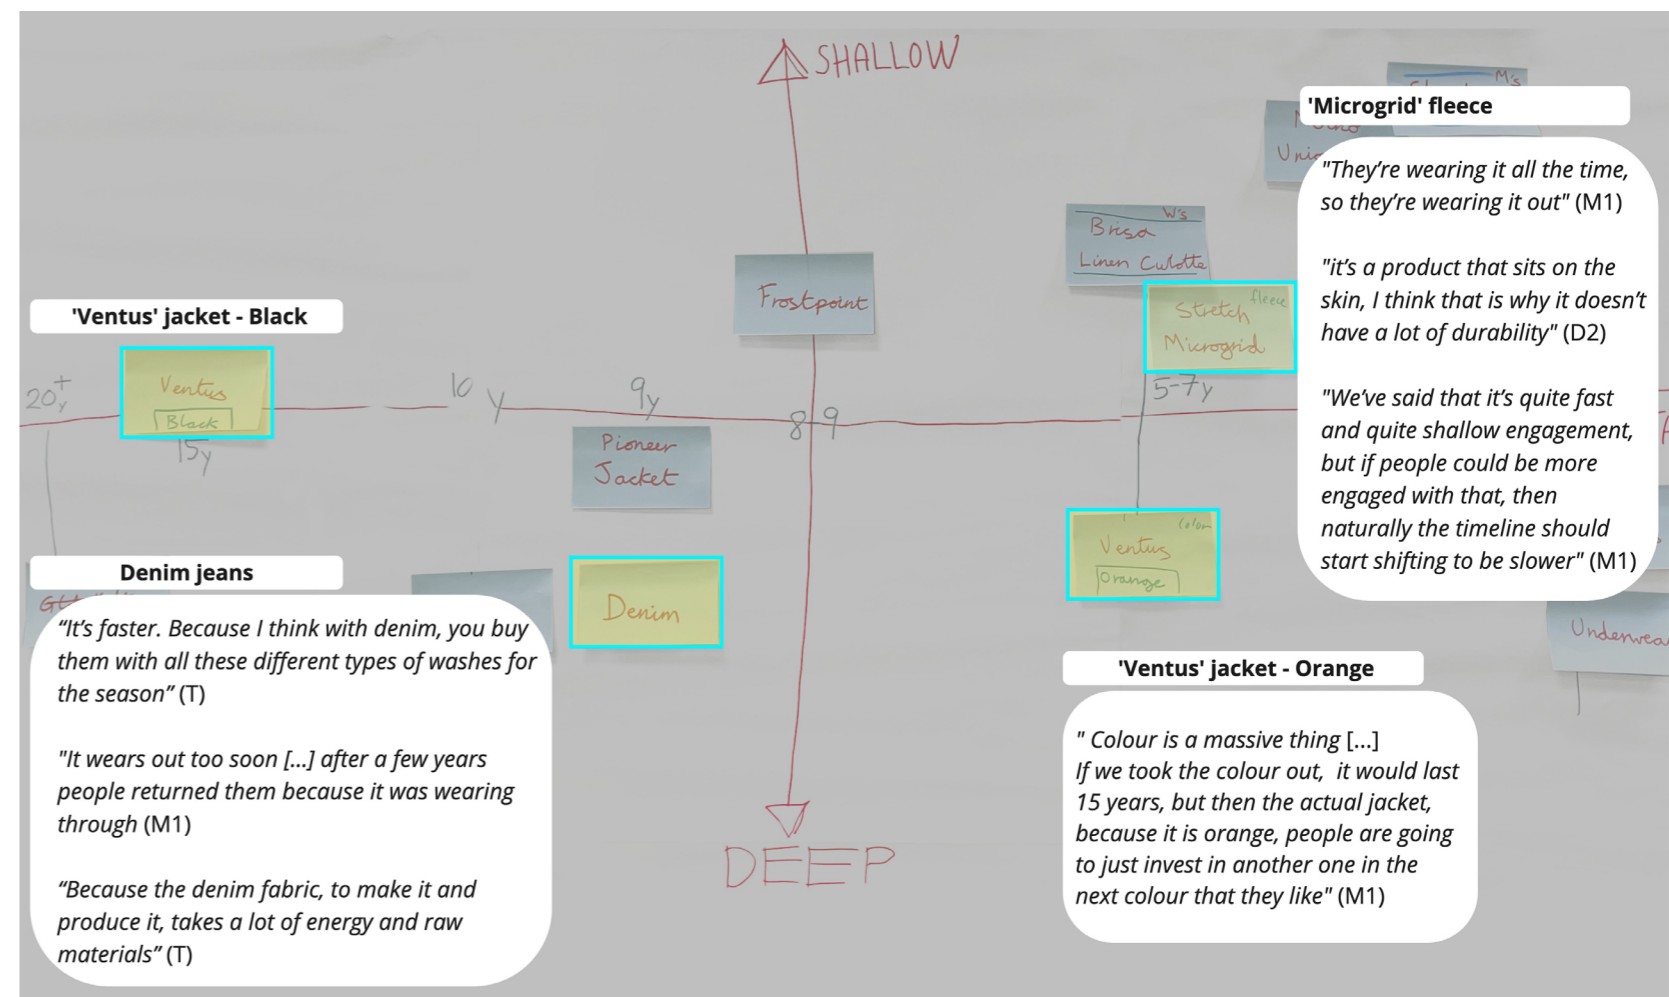 SHALLOW
M's
'Microgrid' fleece
"They’re wearing it all the time,
so they’re wearing it out" (M1)
"it’s a product that sits on the
skin, I think that is why it doesn’t
have a lot of durability" (D2)
"We’ve said that it’s quite fast
and quite shallow engagement,
but if people could be more
engaged with that, then
naturally the timeline should
start shifting to be slower" (M1)
W's
Brisa
Linen Culotte
Frostpoint
fleece
Stretch
Microgrid
'Ventus' jacket - Black
20+y
Ventus
Black
15y
10 y
9y
8 9
5-7y
Pioneer
Jacket
Color
Ventus
Orange
Denim jeans
Denim
“It’s faster. Because I think with denim, you buy
them with all these different types of washes for
the season” (T)
"It wears out too soon [...] after a few years
people returned them because it was wearing
through (M1)
“Because the denim fabric, to make it and
produce it, takes a lot of energy and raw
materials” (T)
'Ventus' jacket - Orange
" Colour is a massive thing [...]
If we took the colour out, it would last
15 years, but then the actual jacket,
because it is orange, people are going
to just invest in another one in the
next colour that they like" (M1)
Underwea
DEEP